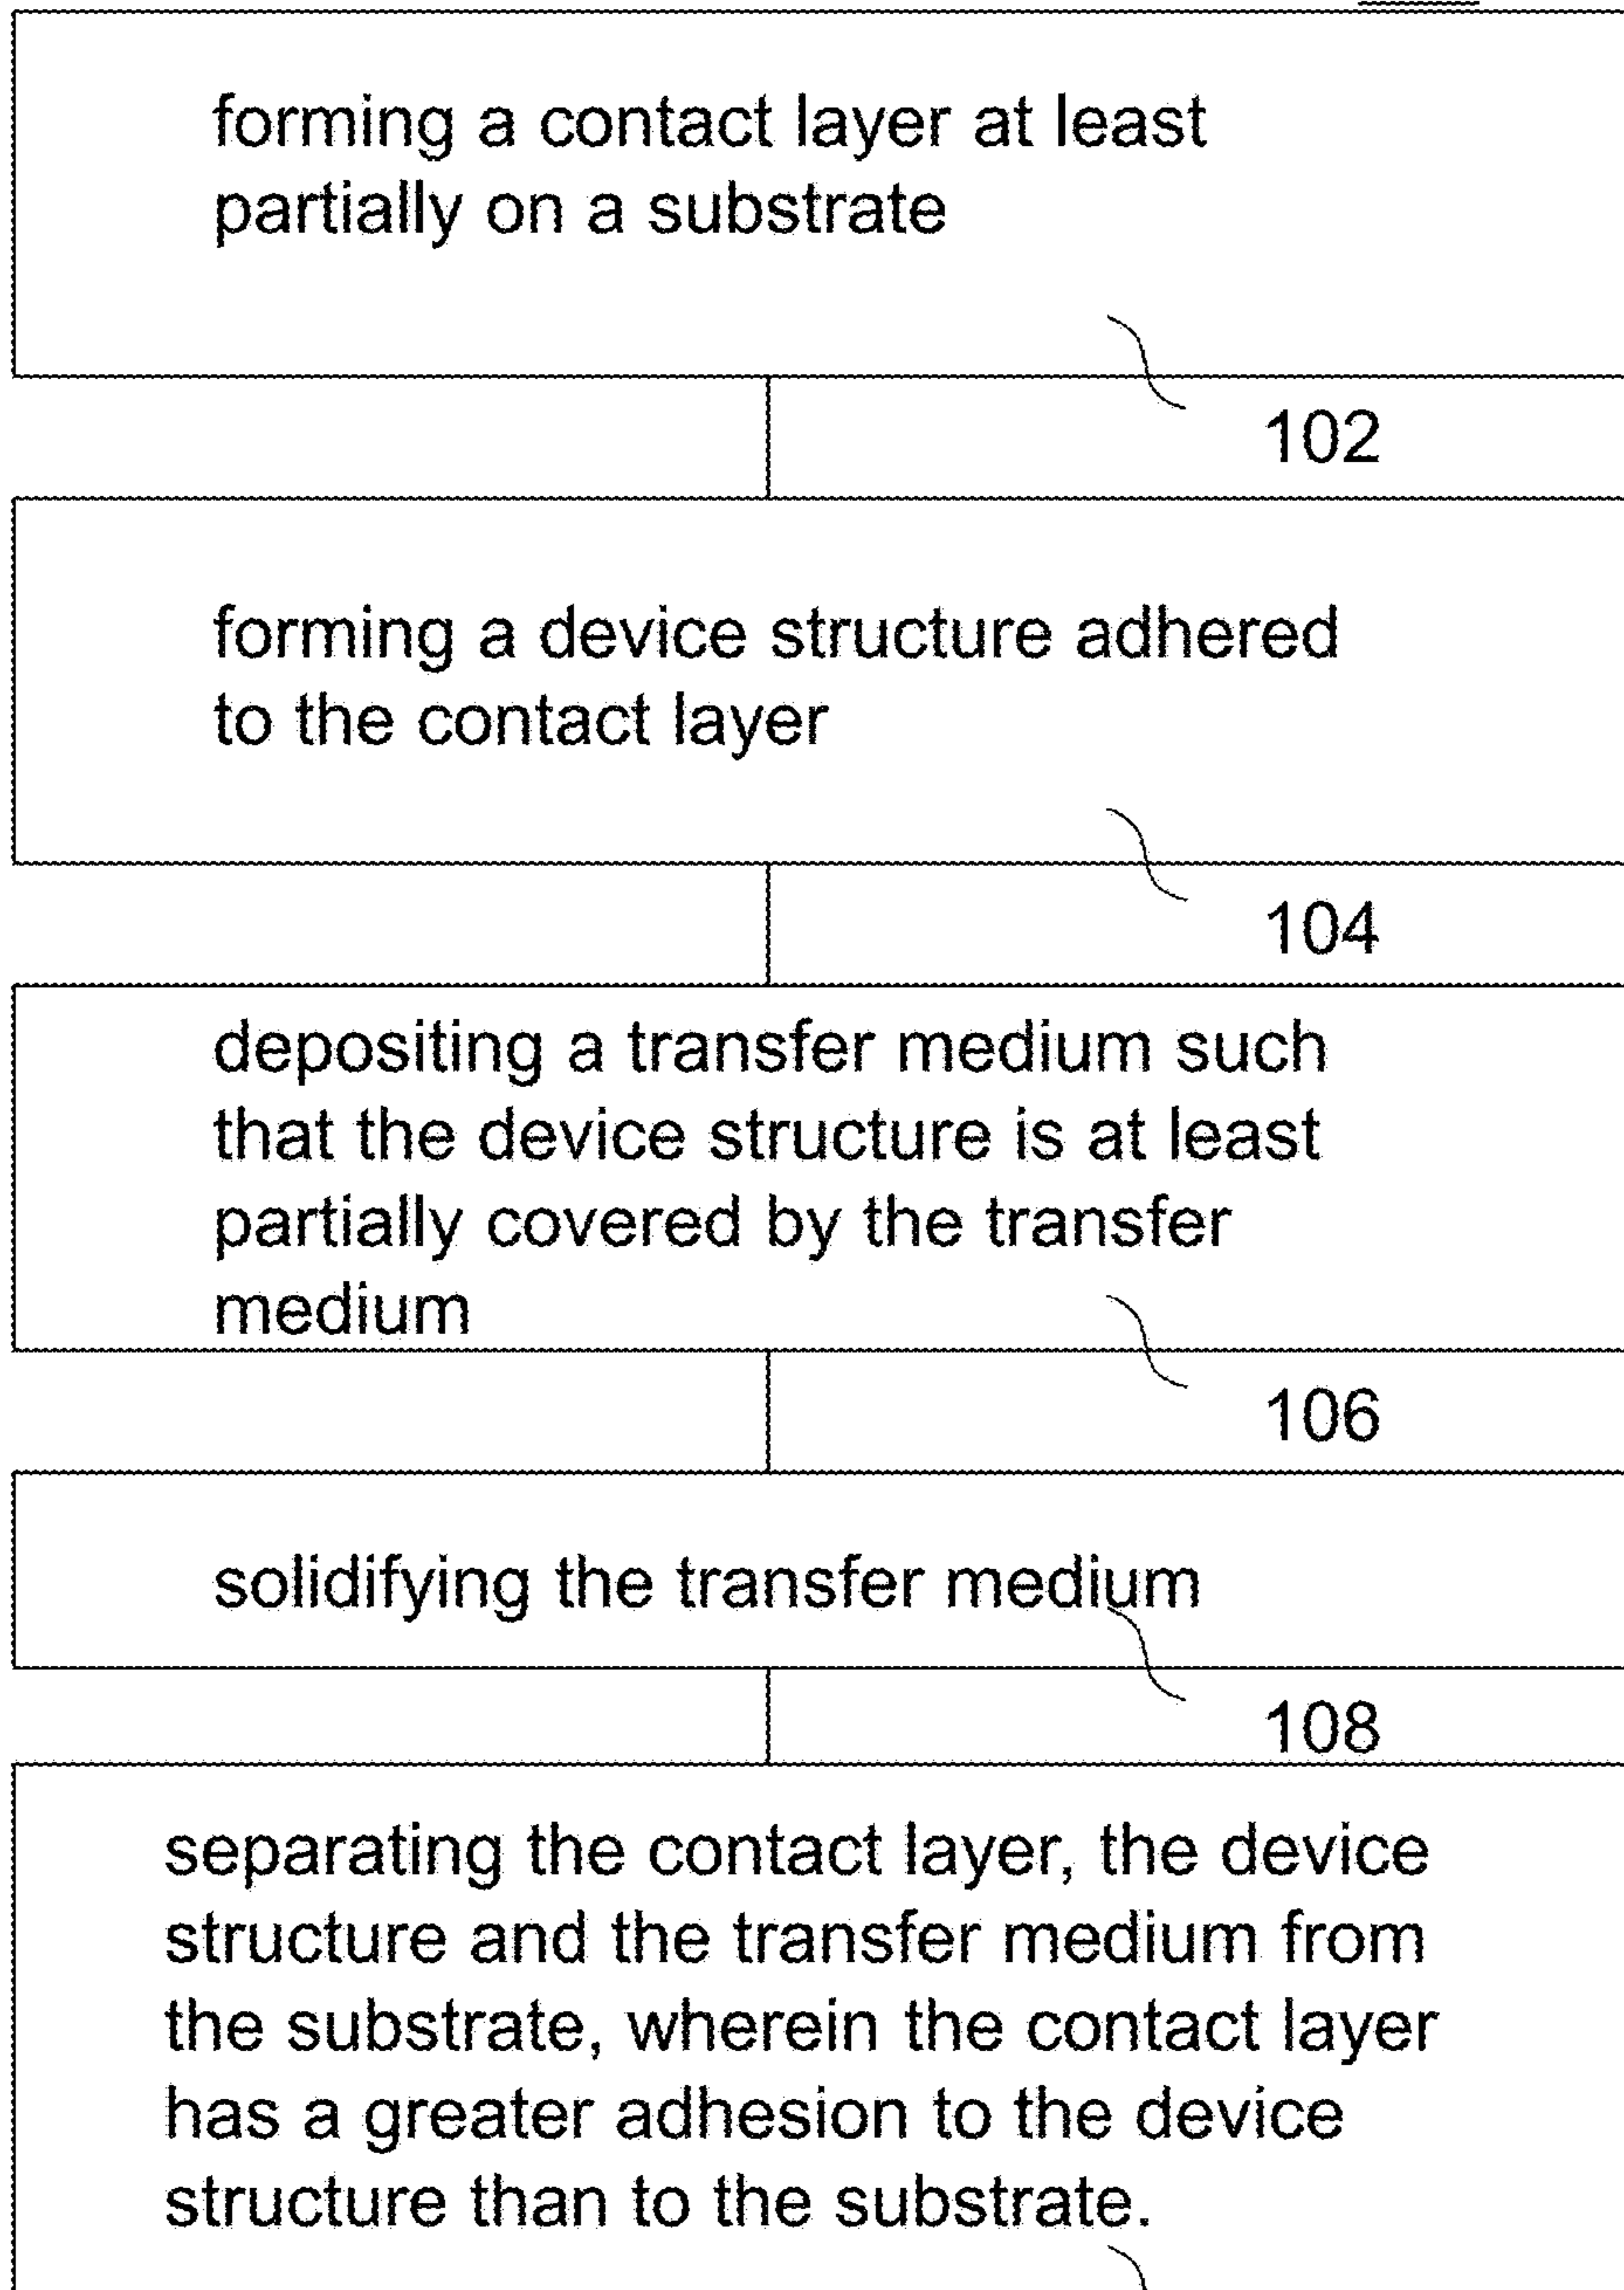 forming a contact layer at least
partially on a substrate
102
forming a device structure adhered
to the contact layer
104
depositing a transfer medium such
that the device structure is at least
partially covered by the transfer
medium
106
solidifying the transfer medium
108
separating the contact layer, the device
structure and the transfer medium from
the substrate, wherein the contact layer
has a greater adhesion to the device
structure than to the substrate.